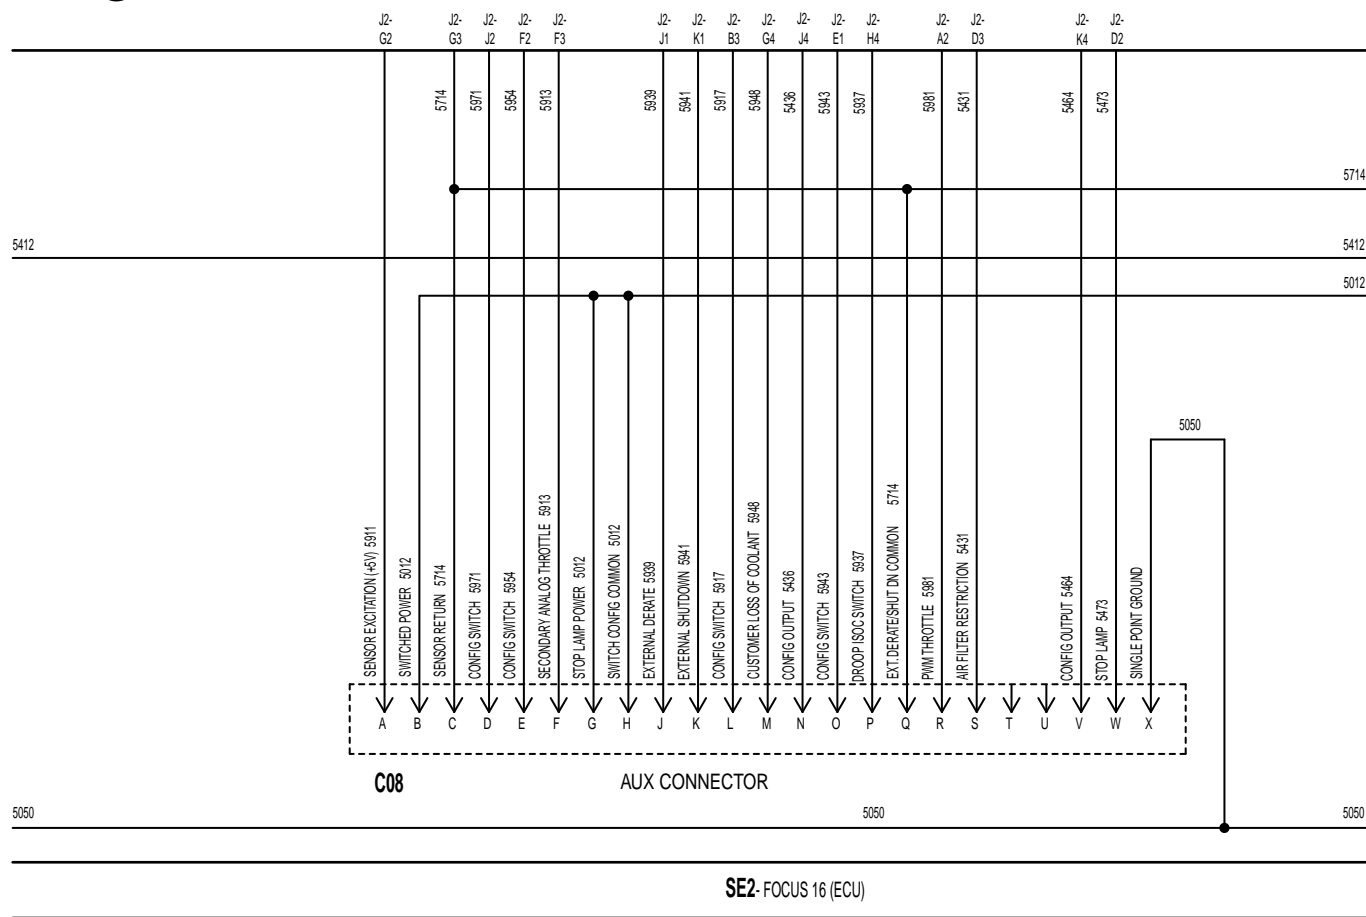 J2- J2- J2- J2- J2- J2- J2- J2- J2- J2- J2- J2- J2- J2- J2- J2-
G2 G3 J2 F2 F3 J1 K1 B3 G4 J4 E1 H4 A2 D3 K4 D2
5714
5971
5954
5913
5939
5941
5917
5948
5436
5943
5937
5981
5431
5464
5473
5714
5412 5412
5012
5050
SENSOR EXCITATION (+5V) 5911
SWITCHED POWER 5012
SENSOR RETURN 5714
CONFIG SWITCH 5971
CONFIG SWITCH 5954
SECONDARY ANALOG THROTTLE 5913
STOP LAMP POWER 5012
SWITCH CONFIG COMMON 5012
EXTERNAL DERATE 5939
EXTERNAL SHUTDOWN 5941
CONFIG SWITCH 5917
CUSTOMER LOSS OF COOLANT 5948
CONFIG OUTPUT 5436
CONFIG SWITCH 5943
DROOP ISOC SWITCH 5937
EXT. DERATE/SHUT DN COMMON 5714
PWM THROTTLE 5981
AIR FILTER RESTRICTION 5431
CONFIG OUTPUT 5464
STOP LAMP 5473
SINGLE POINT GROUND
A B C D E F G H J K L M N O P Q R S T U V W X
C08 AUX CONNECTOR
5050 5050 5050
SE2- FOCUS 16 (ECU)